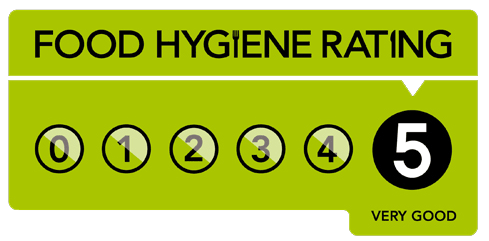 FOOD HYGIENE RATING
0 1 2 3 4 5
VERY GOOD